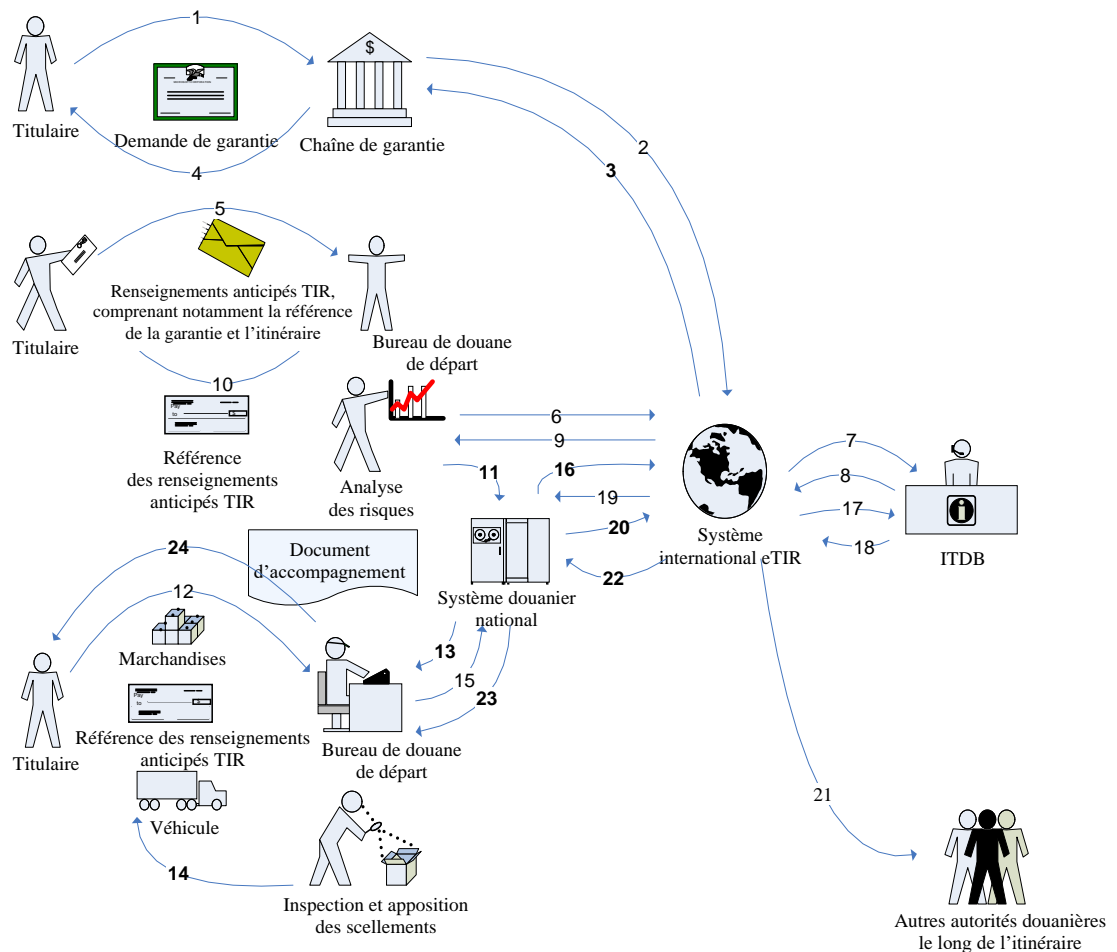 1
$
Titulaire
Demande de garantie
Chaîne de garantie
2
3
4
5
Renseignements anticipés TIR,
comprenant notamment la référence
de la garantie et l’itinéraire
Titulaire
Bureau de douane
de départ
10
Pay
to
6
9
7
8
Référence
des renseignements
anticipés TIR
Analyse
des risques
11
16
19
20
17
18
Système
international eTIR
ITDB
Document
d’accompagnement
24
22
Système douanier
national
12
Marchandises
13
15
23
Pay
to
Titulaire
Référence des renseignements
anticipés TIR
Bureau de douane
de départ
Véhicule
14
21
Inspection et apposition
des scellements
Autres autorités douanières
le long de l’itinéraire